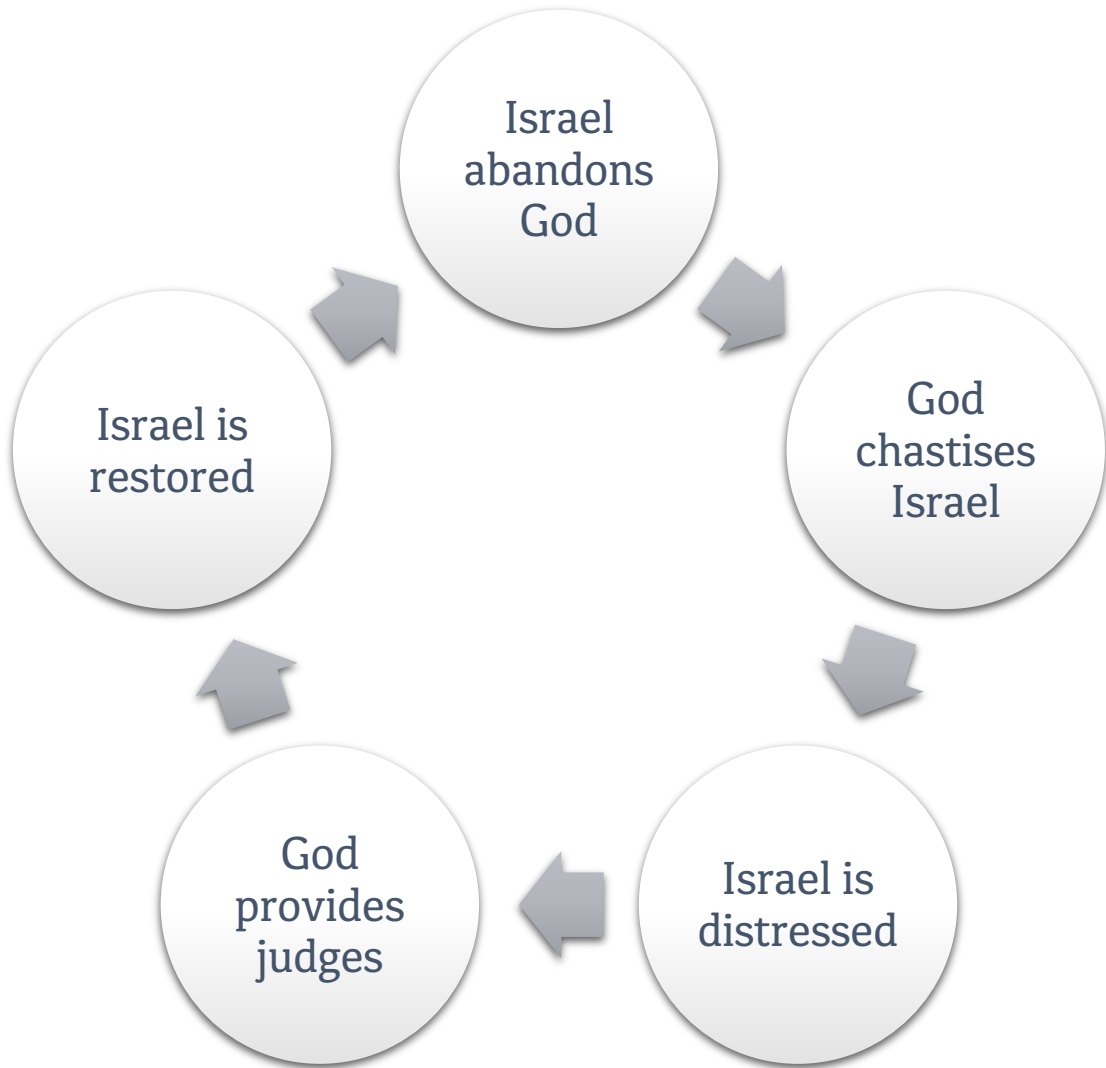 Israel
abandons
God
God
chastises
Israel
Israel is
distressed
God
provides
judges
Israel is
restored